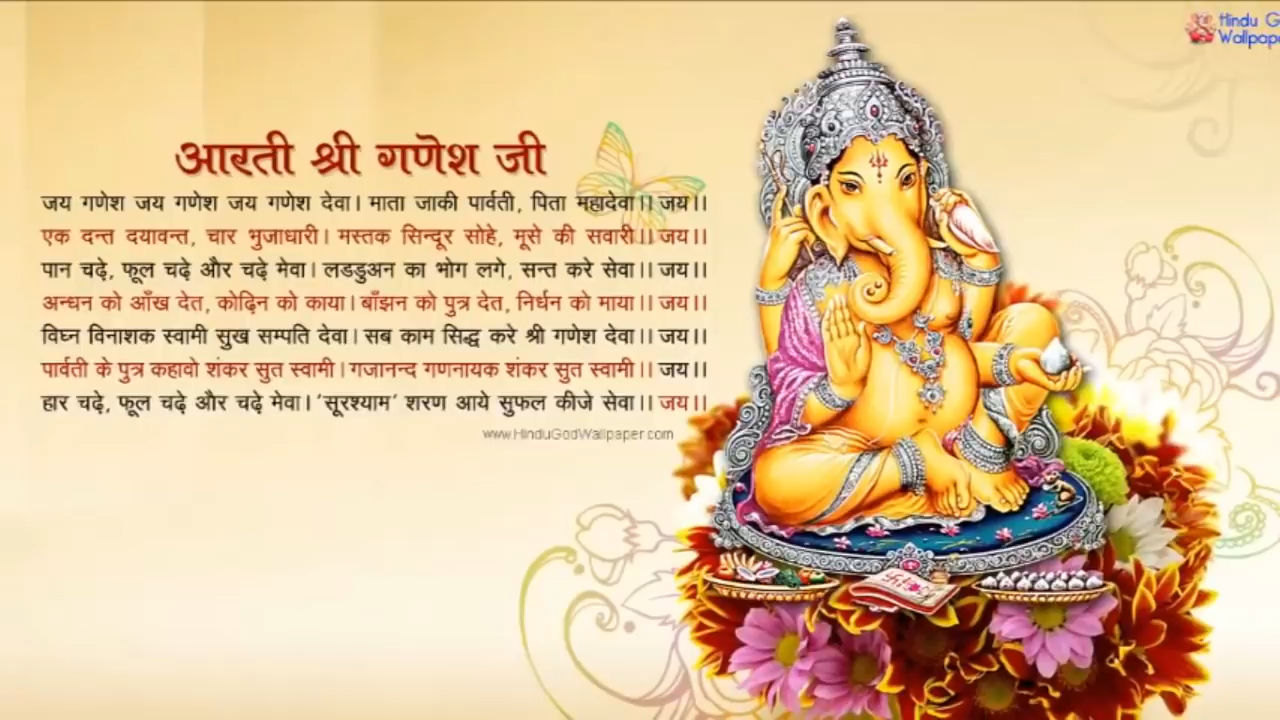 Hindu G
Wallpap
आरती श्री गणेश जी
जय गणेश जय गणेश जय गणेश देवा। माता जाकी पार्वती, पिता महादेवा॥ जय॥
एक दन्त दयावन्त, चार भुजाधारी। मस्तक सिन्दूर सोहे, मूसे की सवारी॥ जय॥
पान चढ़े, फूल चढ़े और चढ़े मेवा। लडडुअन का भोग लगे, सन्त करे सेवा॥ जय॥
अन्धन को आँख देत, कोढ़िन को काया। बाँझन को पुत्र देत, निर्धन को माया॥ जय॥
विघ्न विनाशक स्वामी सुख सम्पति देवा। सब काम सिद्ध करे श्री गणेश देवा॥ जय॥
पार्वती के पुत्र कहावो शंकर सुत स्वामी। गजानन्द गणनायक शंकर सुत स्वामी॥ जय॥
हार चढ़े, फूल चढ़े और चढ़े मेवा। 'सूरश्याम' शरण आये सुफल कीजे सेवा॥ जय॥
www.HinduGodWallpaper.com